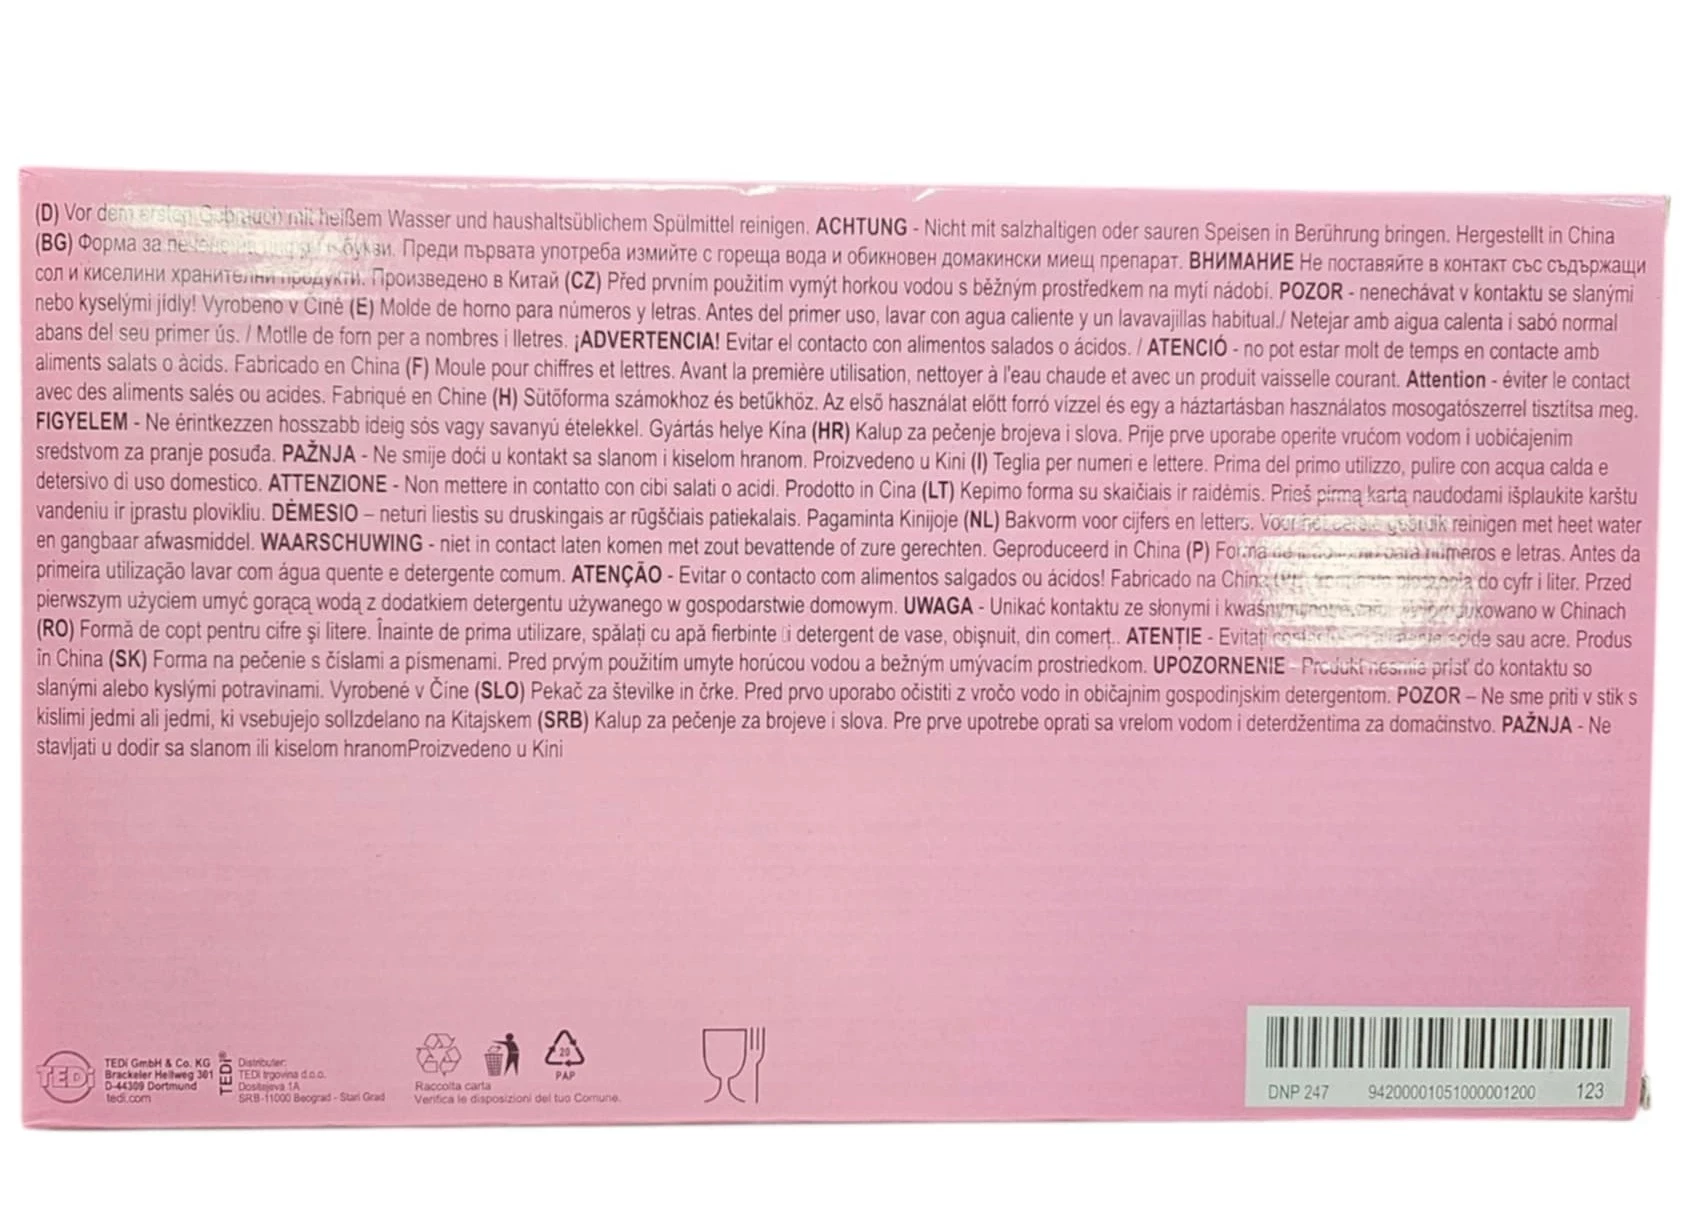 (D) Vor dem ersten Gebrauch mit heißem Wasser und haushaltsüblichem Spülmittel reinigen. ACHTUNG - Nicht mit salzhaltigen oder sauren Speisen in Berührung bringen. Hergestellt in China
(BG) Форма за букви. Преди първата употреба измийте с гореща вода и обикновен домакински миещ препарат. ВНИМАНИЕ Не поставяйте в контакт със съдържащи
сол и киселини хранителни продукти. Произведено в Китай (CZ) Před prvním použitím vymýt horkou vodou s běžným prostředkem na mytí nádobí. POZOR - nenechávat v kontaktu se slanými
nebo kyselými jídly! Vyrobeno v Číně (E) Molde de horno para números y letras. Antes del primer uso, lavar con agua caliente y un lavavajillas habitual./ Netejar amb aigua calenta i sabó normal
abans del seu primer ús. / Motlle de forn per a nombres i lletres. ¡ADVERTENCIA! Evitar el contacto con alimentos salados o ácidos. / ATENCIÓ - no pot estar molt de temps en contacte amb
aliments salats o àcids. Fabricado en China (F) Moule pour chiffres et lettres. Avant la première utilisation, nettoyer à l'eau chaude et avec un produit vaisselle courant. Attention - éviter le contact
avec des aliments salés ou acides. Fabriqué en Chine (H) Sütőforma számokhoz és betűkhöz. Az első használat előtt forró vízzel és egy a háztartásban használatos mosogatószerrel tisztítsa meg.
FIGYELEM - Ne érintkezzen hosszabb ideig sós vagy savanyú ételekkel. Gyártás helye Kína (HR) Kalup za pečenje brojeva i slova. Prije prve uporabe operite vrućom vodom i uobičajenim
sredstvom za pranje posuđa. PAŽNJA - Ne smije doći u kontakt sa slanom i kiselom hranom. Proizvedeno u Kini (I) Teglia per numeri e lettere. Prima del primo utilizzo, pulire con acqua calda e
detersivo di uso domestico. ATTENZIONE - Non mettere in contatto con cibi salati o acidi. Prodotto in Cina (LT) Kepimo forma su skaičiais ir raidėmis. Prieš pirmą kartą naudodami išplaukite karštu
vandeniu ir įprastu plovikliu. DĖMESIO – neturi liestis su druskingais ar rūgščiais patiekalais. Pagaminta Kinijoje (NL) Bakvorm voor cijfers en letters. Voor het eerste gebruik reinigen met heet water
en gangbaar afwasmiddel. WAARSCHUWING - niet in contact laten komen met zout bevattende of zure gerechten. Geproduceerd in China (P) Forma para números e letras. Antes da
primeira utilização lavar com água quente e detergente comum. ATENÇÃO - Evitar o contacto com alimentos salgados ou ácidos! Fabricado na China (PL) do cyfr i liter. Przed
pierwszym użyciem umyć gorącą wodą z dodatkiem detergentu używanego w gospodarstwie domowym. UWAGA - Unikać kontaktu ze słonymi i kwaśnymi Wyprodukowano w Chinach
(RO) Formă de copt pentru cifre şi litere. Înainte de prima utilizare, spălaţi cu apă fierbinte i detergent de vase, obişnuit, din comerţ.. ATENŢIE - Evitaţi acide sau acre. Produs
în China (SK) Forma na pečenie s číslami a písmenami. Pred prvým použitím umyte horúcou vodou a bežným umývacím prostriedkom. UPOZORNENIE - Produkt nesmie prísť do kontaktu so
slanými alebo kyslými potravinami. Vyrobené v Číne (SLO) Pekač za številke in črke. Pred prvo uporabo očistiti z vročo vodo in običajnim gospodinjskim detergentom. POZOR – Ne sme priti v stik s
kislimi jedmi ali jedmi, ki vsebujejo solIzdelano na Kitajskem (SRB) Kalup za pečenje za brojeve i slova. Pre prve upotrebe oprati sa vrelom vodom i deterdžentima za domaćinstvo. PAŽNJA - Ne
stavljati u dodir sa slanom ili kiselom hranomProizvedeno u Kini
TEDi
TEDi GmbH & Co. KG
Brackeler Hellweg 301
D-44309 Dortmund
tedi.com
TEDi®
Distributer:
TEDI trgovina d.o.o.
Dositejeva 1A
SRB-11000 Beograd - Stari Grad
20
PAP
Raccolta carta
Verifica le disposizioni del tuo Comune.
DNP 247 94200001051000001200 123